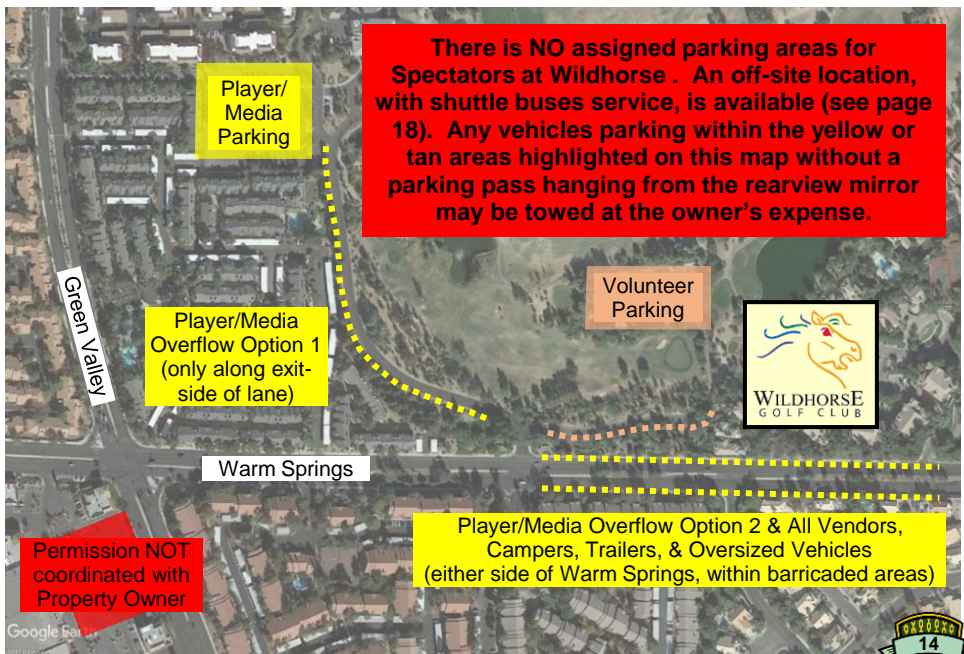 There is NO assigned parking areas for
Spectators at Wildhorse . An off-site location,
with shuttle buses service, is available (see page
18). Any vehicles parking within the yellow or
tan areas highlighted on this map without a
parking pass hanging from the rearview mirror
may be towed at the owner’s expense.
Player/
Media
Parking
Green Valley
Volunteer
Parking
Player/Media
Overflow Option 1
(only along exit-
side of lane)
WILDHORSE
GOLF CLUB
Warm Springs
Player/Media Overflow Option 2 & All Vendors,
Campers, Trailers, & Oversized Vehicles
(either side of Warm Springs, within barricaded areas)
Permission NOT
coordinated with
Property Owner
Google Earth
14